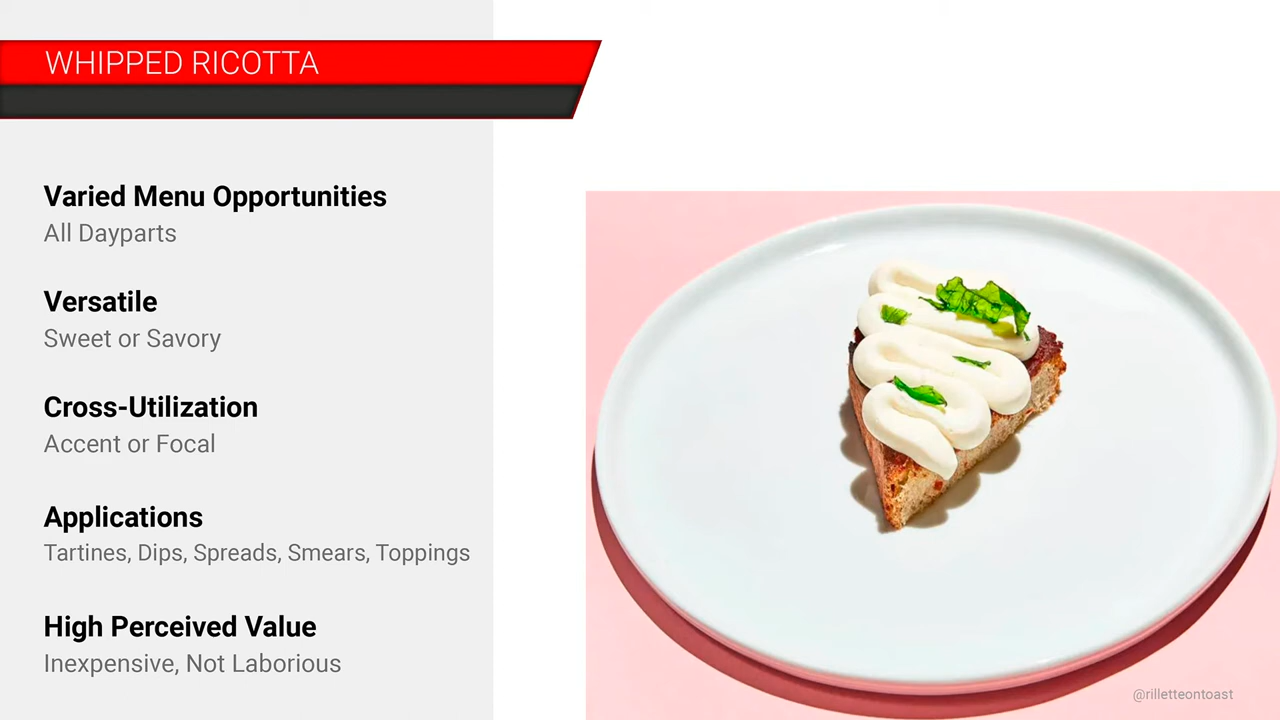 WHIPPED RICOTTA
Varied Menu Opportunities
All Dayparts
Versatile
Sweet or Savory
Cross-Utilization
Accent or Focal
Applications
Tartines, Dips, Spreads, Smears, Toppings
High Perceived Value
Inexpensive, Not Laborious
@rilletteontoast